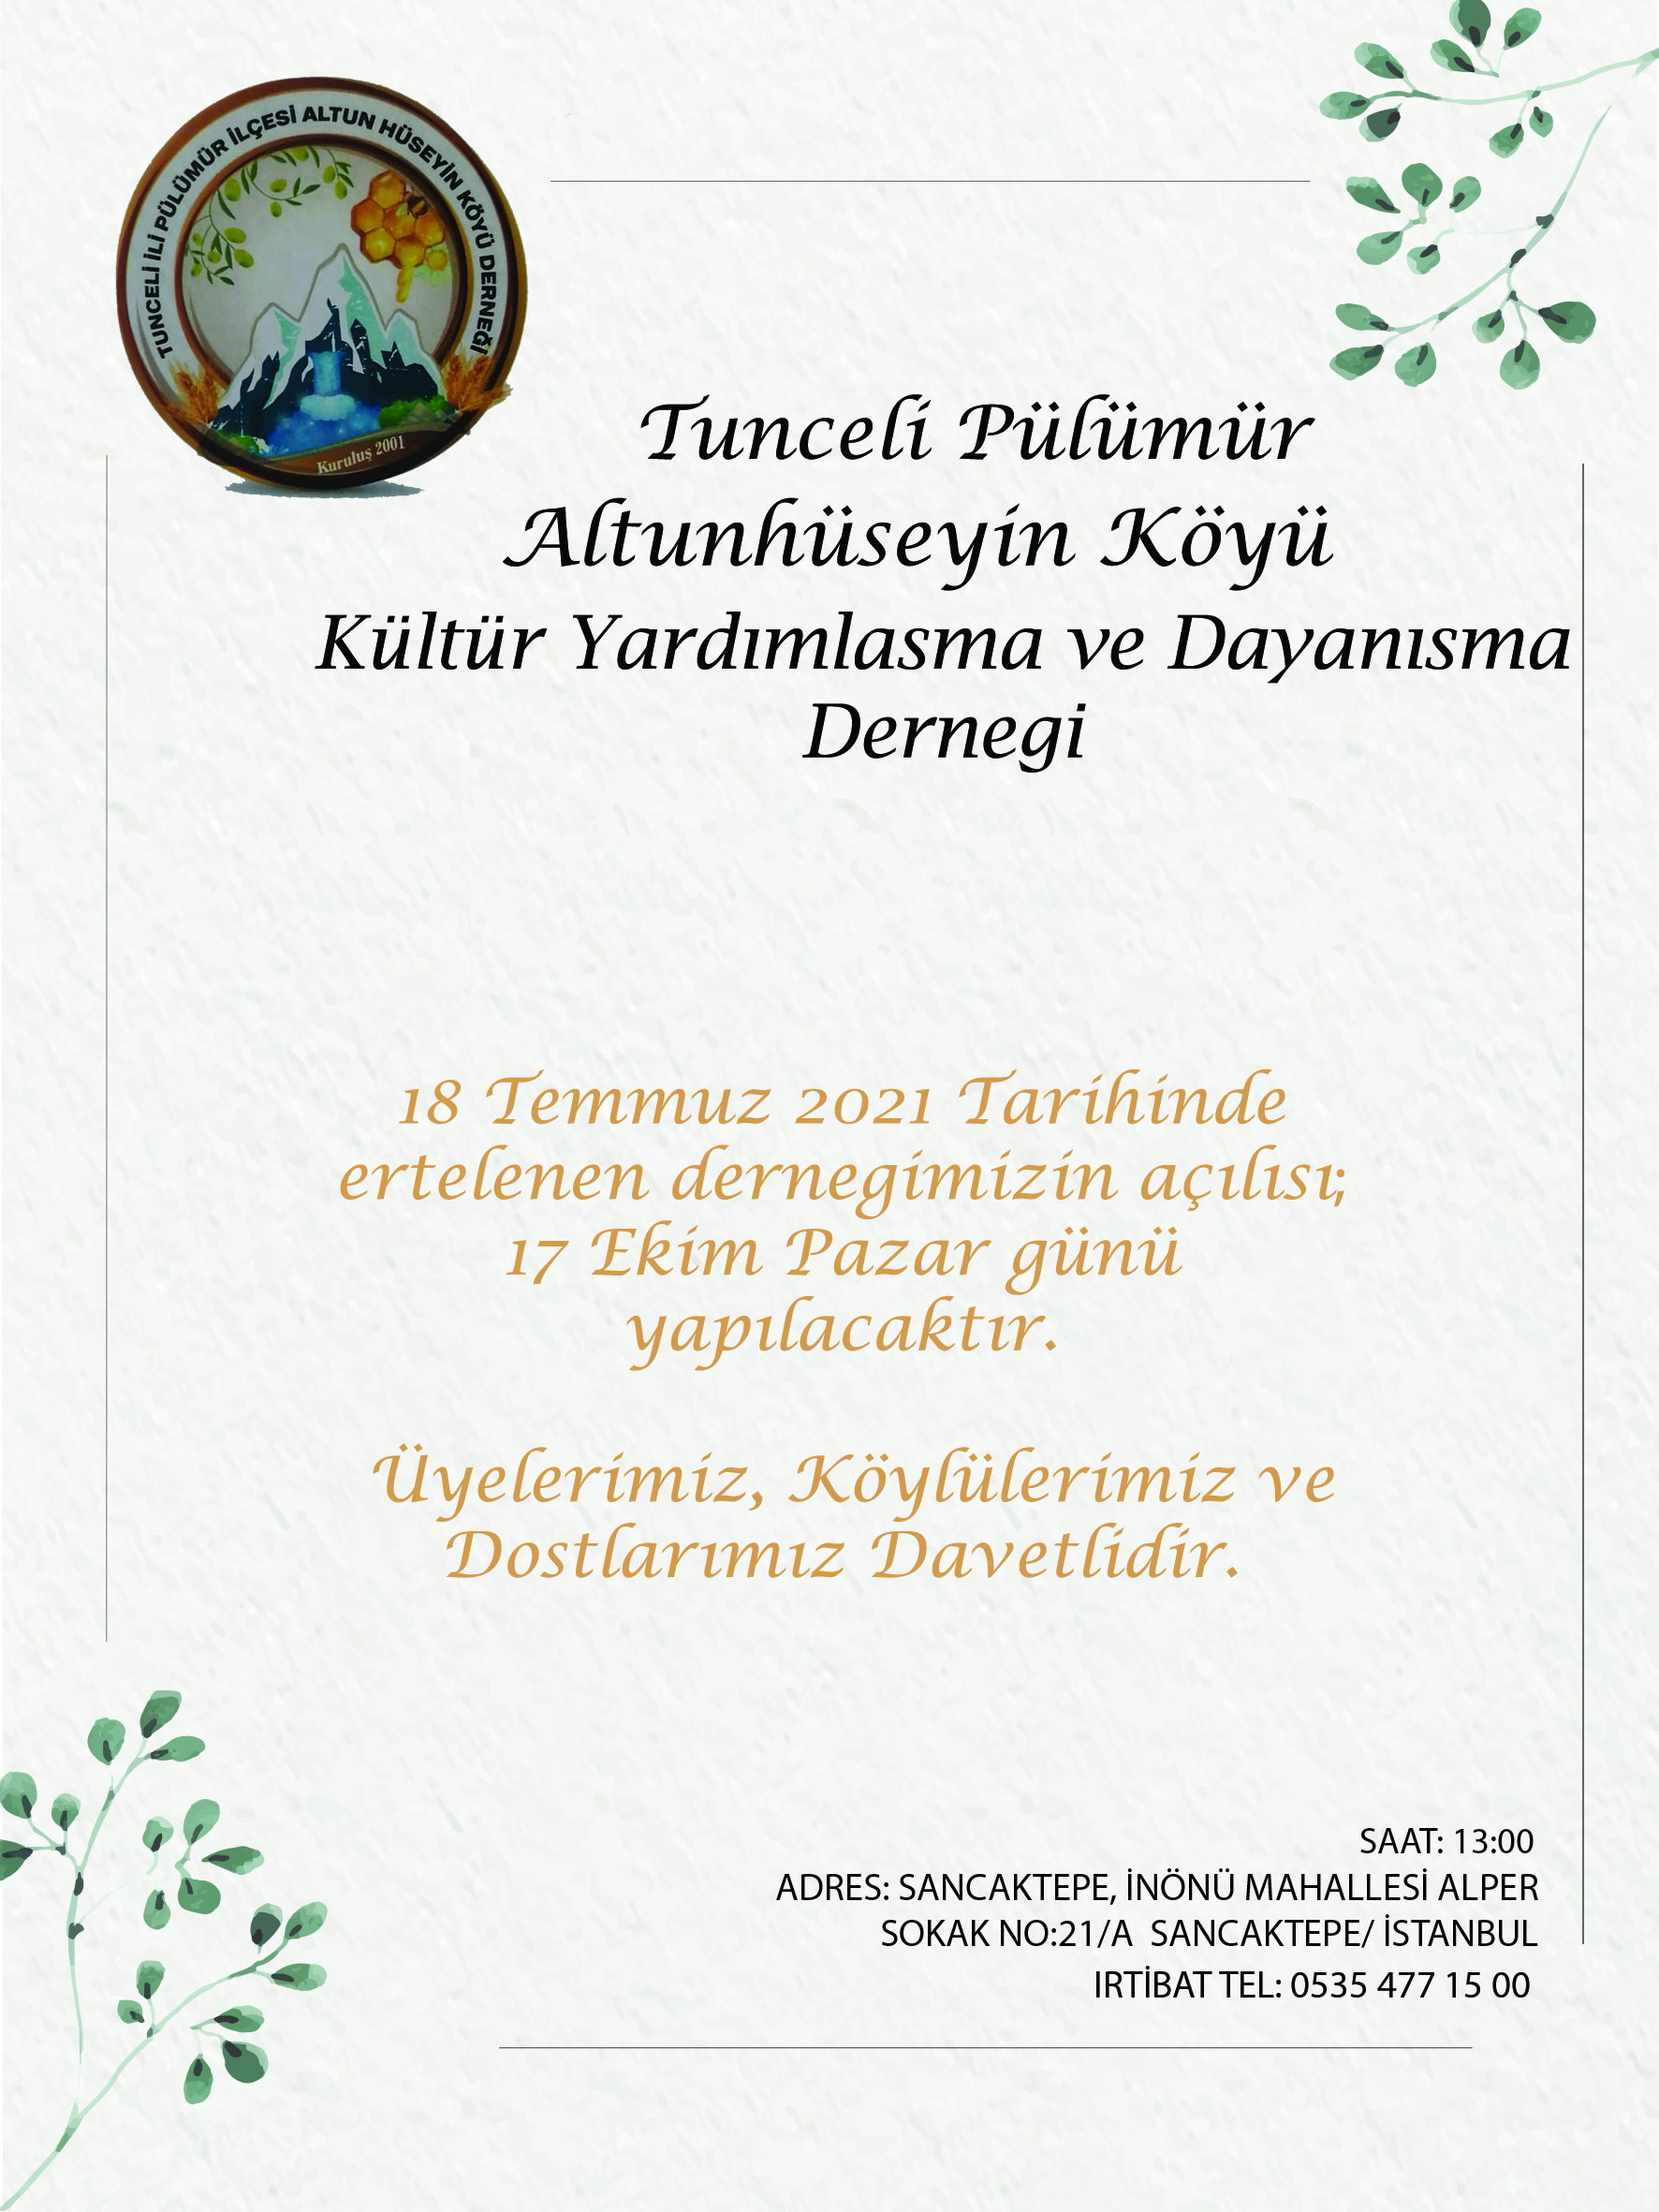 TUNCELİ İLİ PÜLÜMÜR İLÇESİ ALTUN HÜSEYİN KÖYÜ DERNEĞİ
Kuruluş 2001
Tunceli Pülümür
Altunhüseyin Köyü
Kültür Yardımlasma ve Dayanısma
Dernegi
18 Temmuz 2021 Tarihinde
ertelenen dernegimizin açılısı;
17 Ekim Pazar günü
yapılacaktır.
Üyelerimiz, Köylülerimiz ve
Dostlarımız Davetlidir.
SAAT: 13:00
ADRES: SANCAKTEPE, İNÖNÜ MAHALLESİ ALPER
SOKAK NO:21/A  SANCAKTEPE/ İSTANBUL
IRTİBAT TEL: 0535 477 15 00